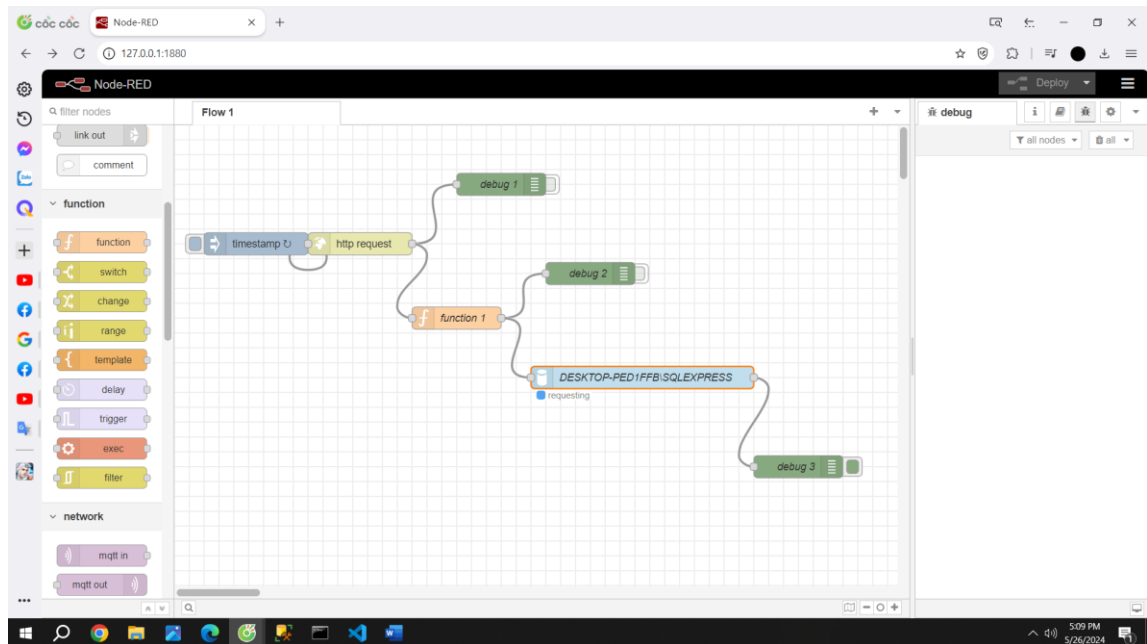 cốc cốc
Node-RED
127.0.0.1:1880
Node-RED
Deploy
filter nodes
link out
comment
function
function
switch
change
range
template
delay
trigger
exec
filter
network
mqtt in
mqtt out
Flow 1
debug 1
timestamp ↻
http request
debug 2
function 1
DESKTOP-PED1FFB\SQLEXPRESS
requesting
debug 3
debug
i
all nodes
all
5:09 PM
5/26/2024